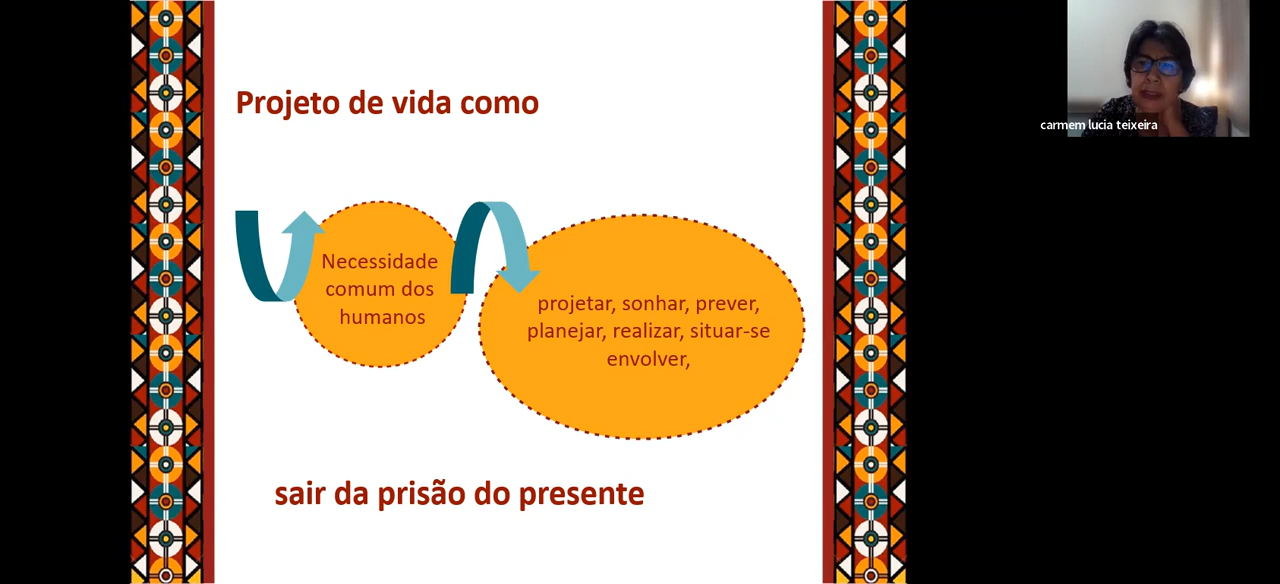 Projeto de vida como
Necessidade
comum dos
humanos
projetar, sonhar, prever,
planejar, realizar, situar-se
envolver,
sair da prisão do presente
carmem lucia teixeira